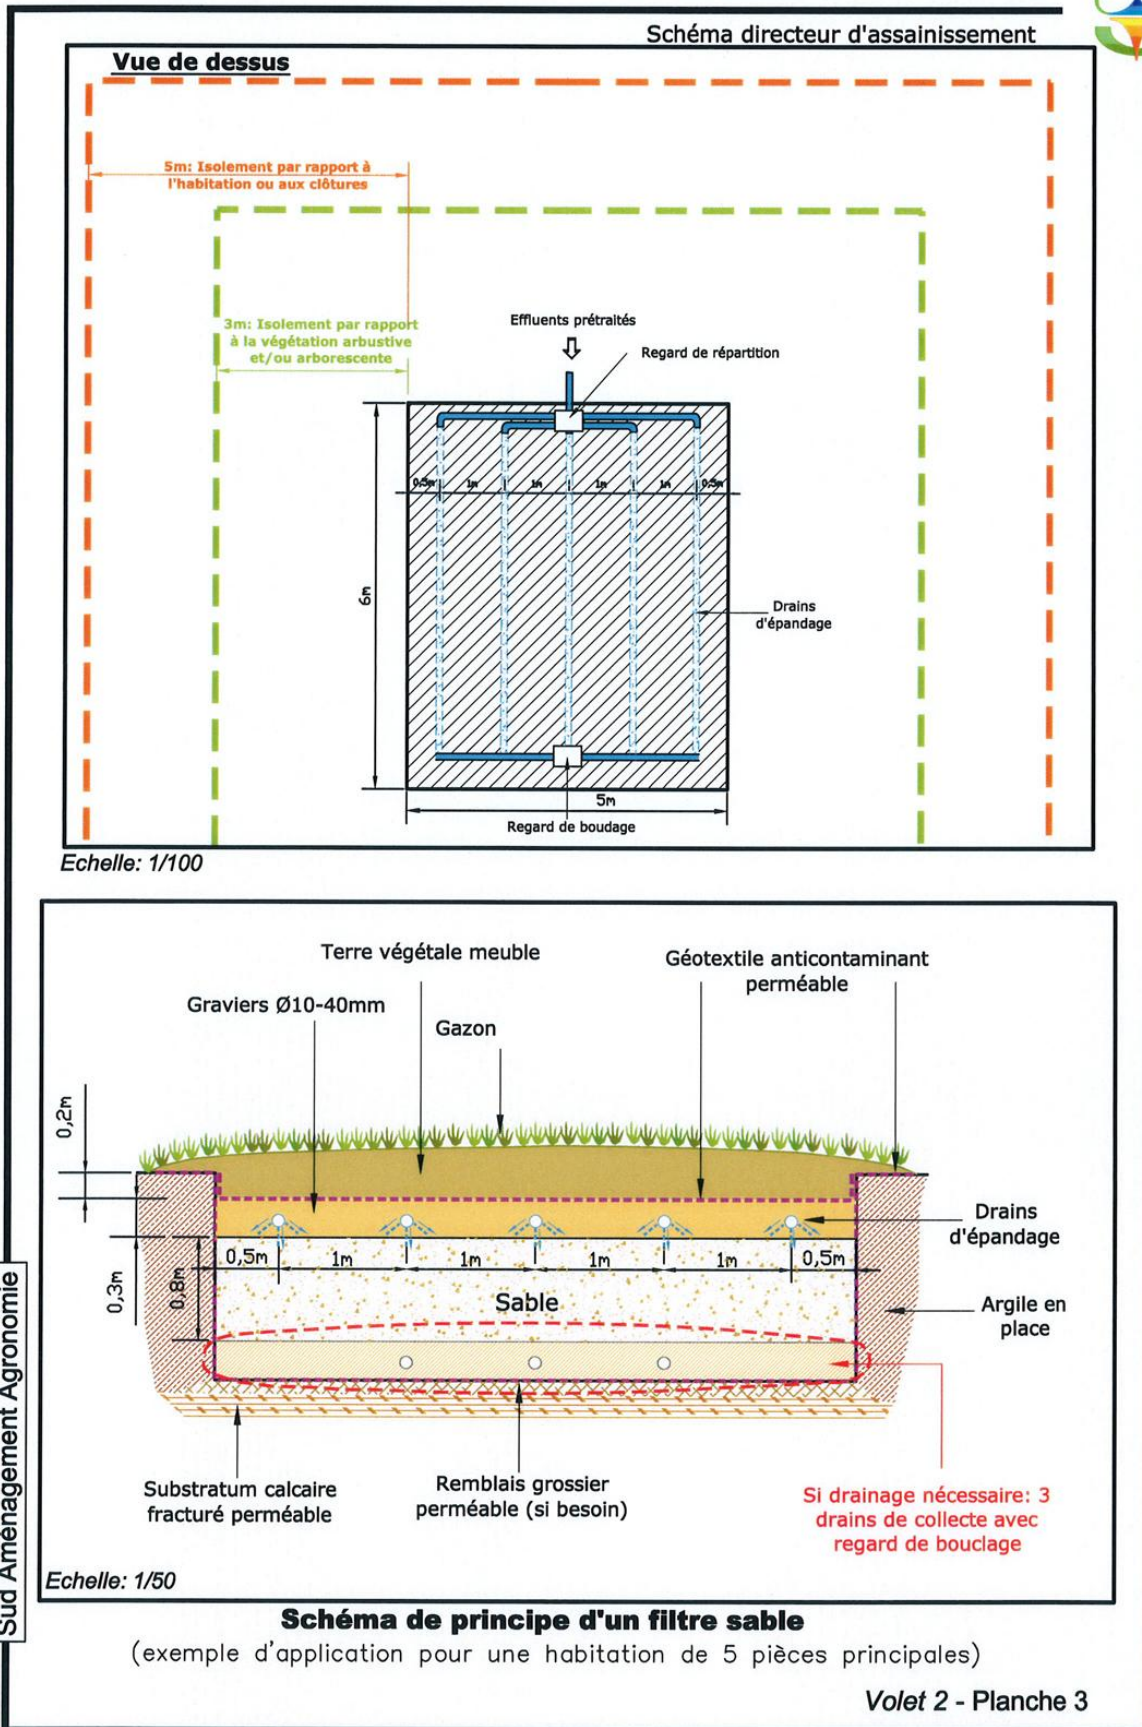 Schéma directeur d'assainissement
Vue de dessus
5m: Isolement par rapport à
l'habitation ou aux clôtures
3m: Isolement par rapport
à la végétation arbustive
et/ou arborescente
Effluents prétraités
Regard de répartition
0,5m 1m 1m 1m 1m 0,5m
6m
Drains
d'épandage
5m
Regard de boudage
Echelle: 1/100
Terre végétale meuble
Géotextile anticontaminant
perméable
Graviers Ø10-40mm
Gazon
0,2m
Drains
d'épandage
0,5m 1m 1m 1m 1m 0,5m
0,3m
0,8m
Sable
Argile en
place
Substratum calcaire
fracturé perméable
Remblais grossier
perméable (si besoin)
Si drainage nécessaire: 3
drains de collecte avec
regard de bouclage
Echelle: 1/50
Sud Aménagement Agronomie
Schéma de principe d'un filtre sable
(exemple d'application pour une habitation de 5 pièces principales)
Volet 2 - Planche 3